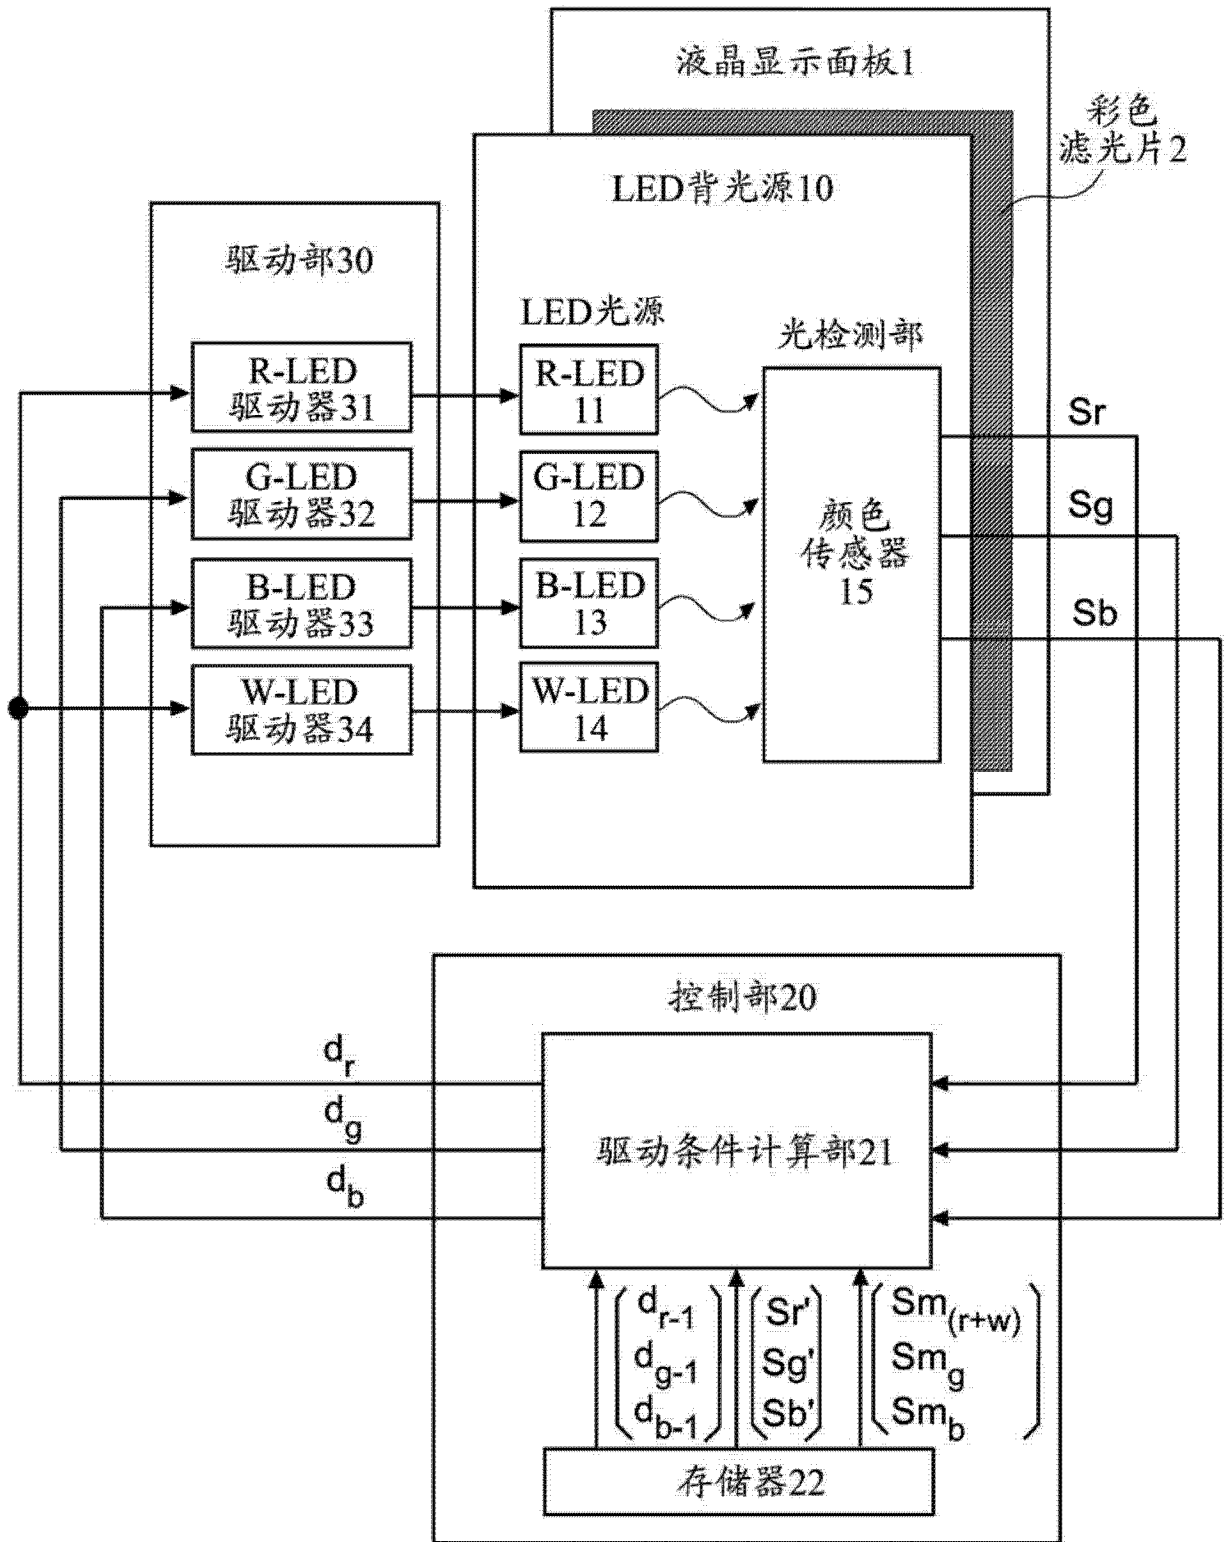 液晶显示面板1
彩色
滤光片2
LED背光源10
驱动部30
LED光源
光检测部
R-LED
驱动器31
R-LED
11
Sr
G-LED
驱动器32
G-LED
12
颜色
传感器
15
Sg
B-LED
驱动器33
B-LED
13
Sb
W-LED
驱动器34
W-LED
14
控制部20
dr
dg
db
驱动条件计算部21
dr-1
dg-1
db-1
Sr'
Sg'
Sb'
Sm(r+w)
Smg
Smb
存储器22